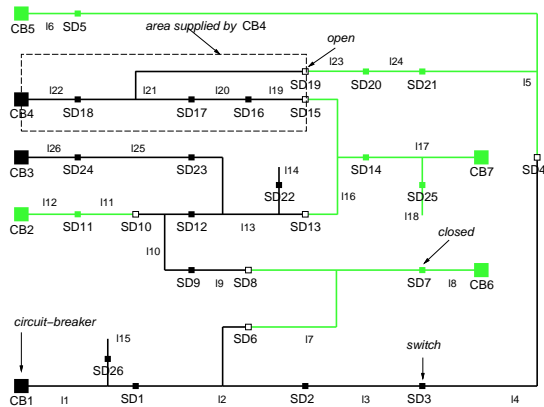 area supplied by CB4
open
l6
SD5
CB5
l23
l24
SD19
SD20
SD21
l5
l22
l21
l20
l19
CB4
SD18
SD17
SD16
SD15
l26
l25
l14
l17
CB3
SD24
SD23
SD22
SD14
CB7
SD4
SD25
l16
l18
l12
l11
CB2
SD11
SD10
SD12
l13
SD13
closed
l10
SD9
l9
SD8
SD7
l8
CB6
circuit-breaker
SD6
l7
l15
switch
SD26
CB1
l1
SD1
l2
SD2
l3
SD3
l4